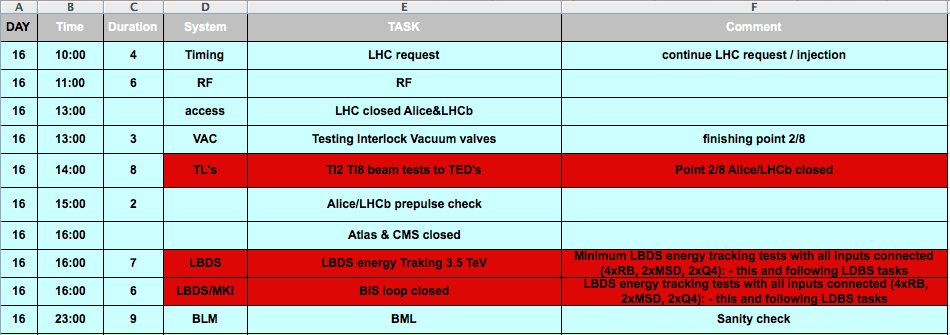 A B C D E F
DAY Time Duration System TASK Comment
16 10:00 4 Timing LHC request continue LHC request / injection
16 11:00 6 RF RF
16 13:00 access LHC closed Alice&LHCb
16 13:00 3 VAC Testing Interlock Vacuum valves finishing point 2/8
16 14:00 8 TL's TI2 TI8 beam tests to TED's Point 2/8 Alice/LHCb closed
16 15:00 2 Alice/LHCb prepulse check
16 16:00 Atlas & CMS closed
16 16:00 7 LBDS LBDS energy Traking 3.5 TeV Minimum LBDS energy tracking tests with all inputs connected
(4xRB, 2xMSD, 2xQ4): - this and following LDBS tasks
16 16:00 6 LBDS/MKI BIS loop closed LBDS energy tracking tests with all inputs connected (4xRB,
2xMSD, 2xQ4): - this and following LDBS tasks
16 23:00 9 BLM BML Sanity check